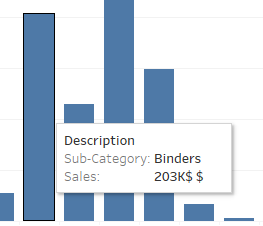 Description
Sub-Category: Binders
Sales: 203K$ $